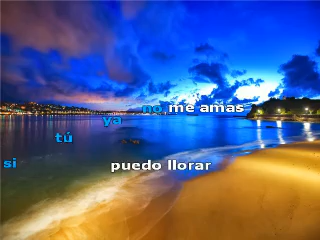 si
tú
ya
no me amas
puedo llorar